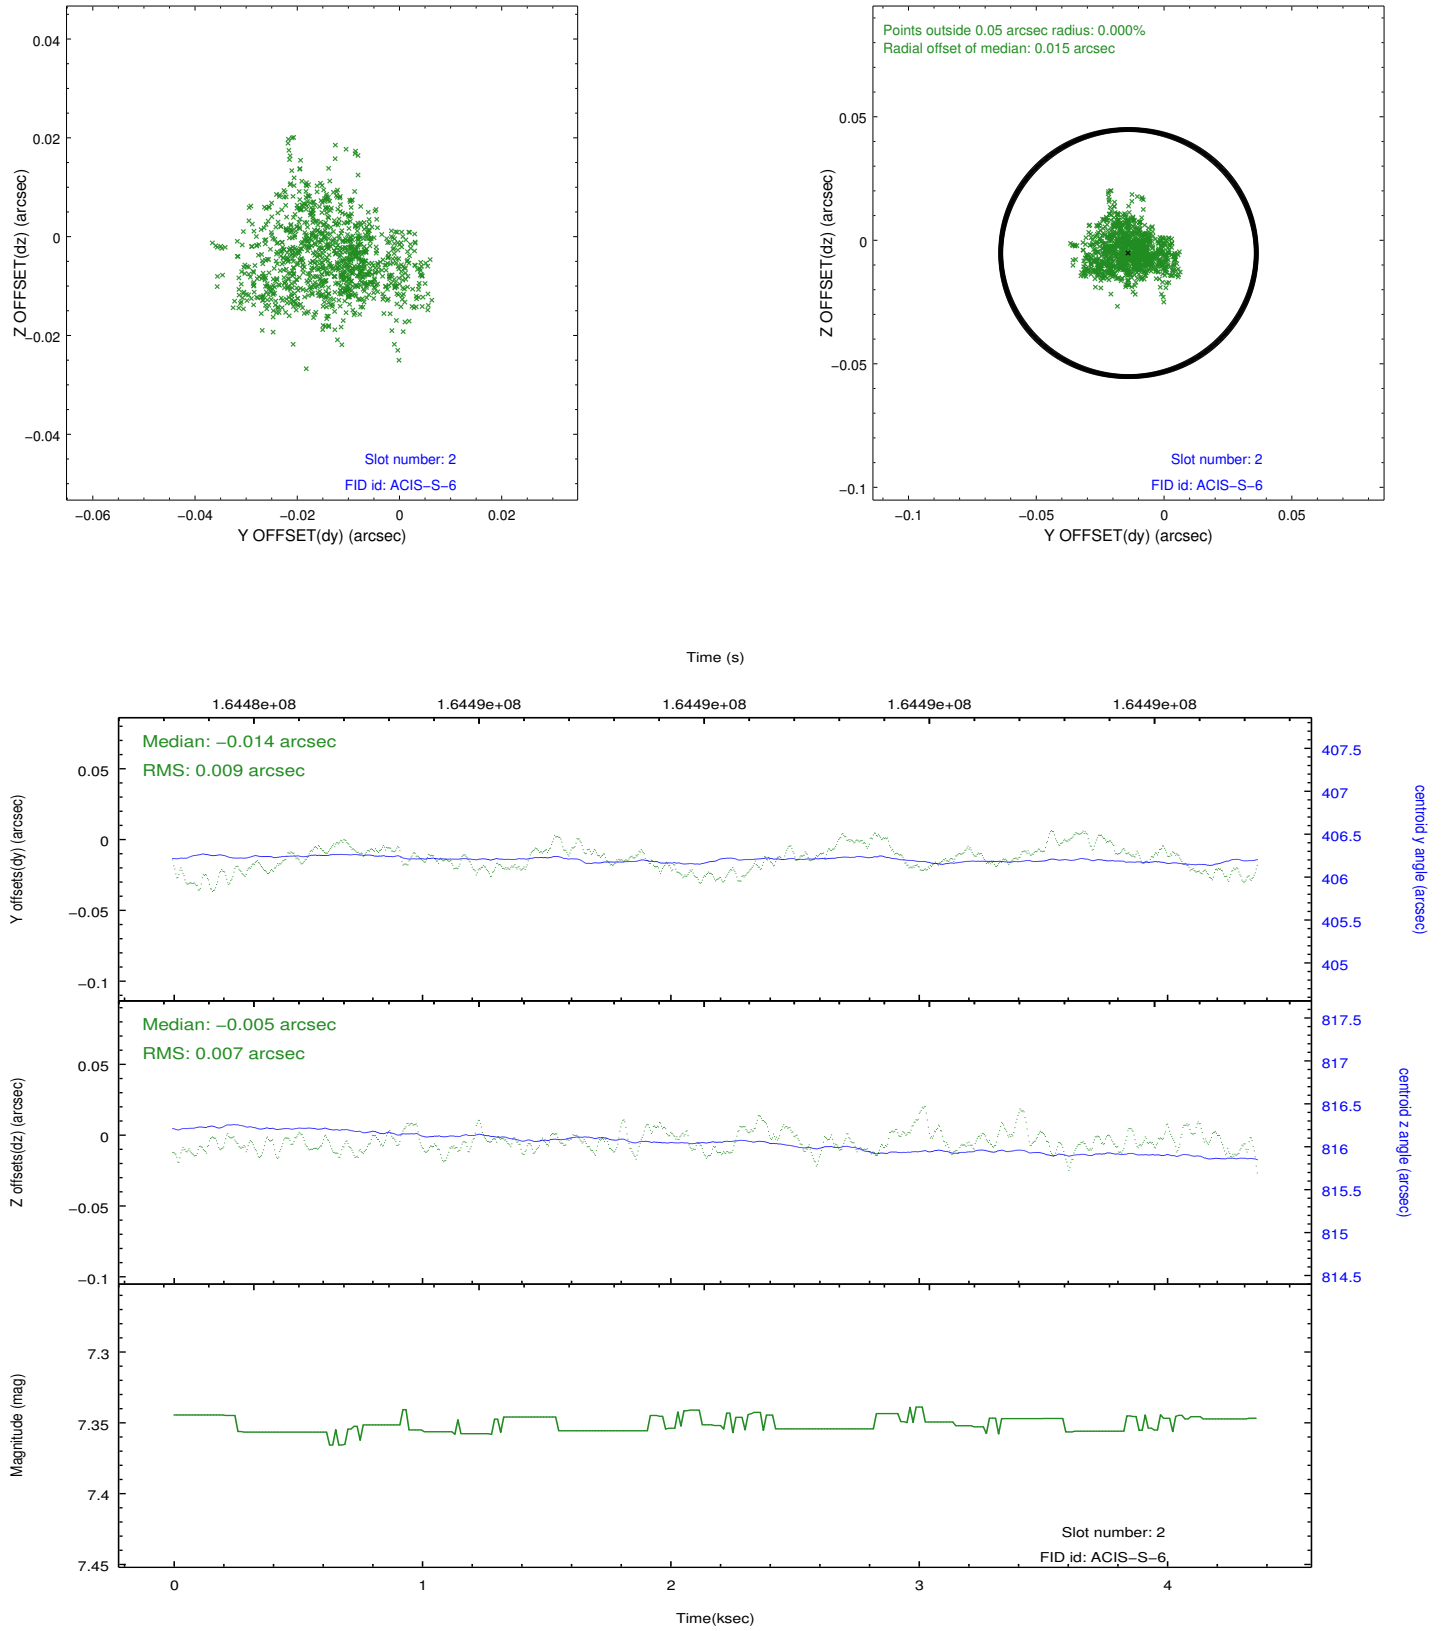 0.04
0.02
0
−0.02
−0.04
Z OFFSET(dz) (arcsec)
Slot number: 2
FID id: ACIS−S−6
−0.06
−0.04
−0.02
0
0.02
Y OFFSET(dy) (arcsec)
Points outside 0.05 arcsec radius: 0.000%
Radial offset of median: 0.015 arcsec
0.05
0
−0.05
−0.1
Z OFFSET(dz) (arcsec)
Slot number: 2
FID id: ACIS−S−6
−0.1
−0.05
0
0.05
Y OFFSET(dy) (arcsec)
Time (s)
1.6448e+08
1.6449e+08
1.6449e+08
1.6449e+08
1.6449e+08
Median: −0.014 arcsec
RMS: 0.009 arcsec
0.05
0
−0.05
−0.1
Y offsets(dy) (arcsec)
407.5
407
406.5
406
405.5
405
centroid y angle (arcsec)
Median: −0.005 arcsec
RMS: 0.007 arcsec
0.05
0
−0.05
−0.1
Z offsets(dz) (arcsec)
817.5
817
816.5
816
815.5
815
814.5
centroid z angle (arcsec)
7.3
7.35
7.4
7.45
Magnitude (mag)
Slot number: 2
FID id: ACIS−S−6
0
1
2
3
4
Time(ksec)